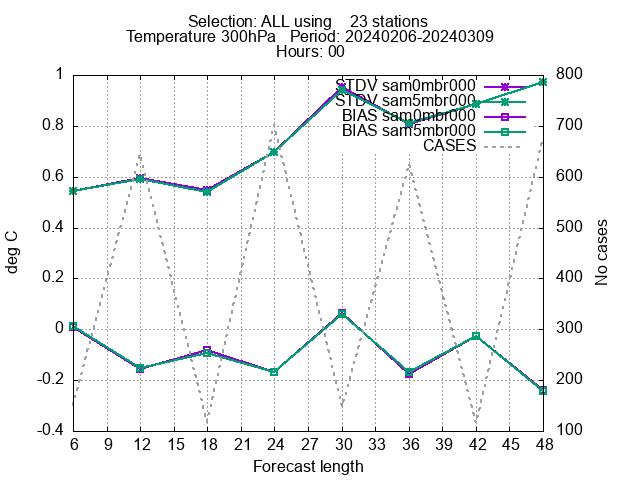 Selection: ALL using 23 stations
Temperature 300hPa Period: 20240206-20240309
Hours: 00
STDV sam0mbr000
STDV sam5mbr000
BIAS sam0mbr000
BIAS sam5mbr000
CASES
1
0.8
0.6
0.4
0.2
0
-0.2
-0.4
deg C
800
700
600
500
400
300
200
100
No cases
6 9 12 15 18 21 24 27 30 33 36 39 42 45 48
Forecast length